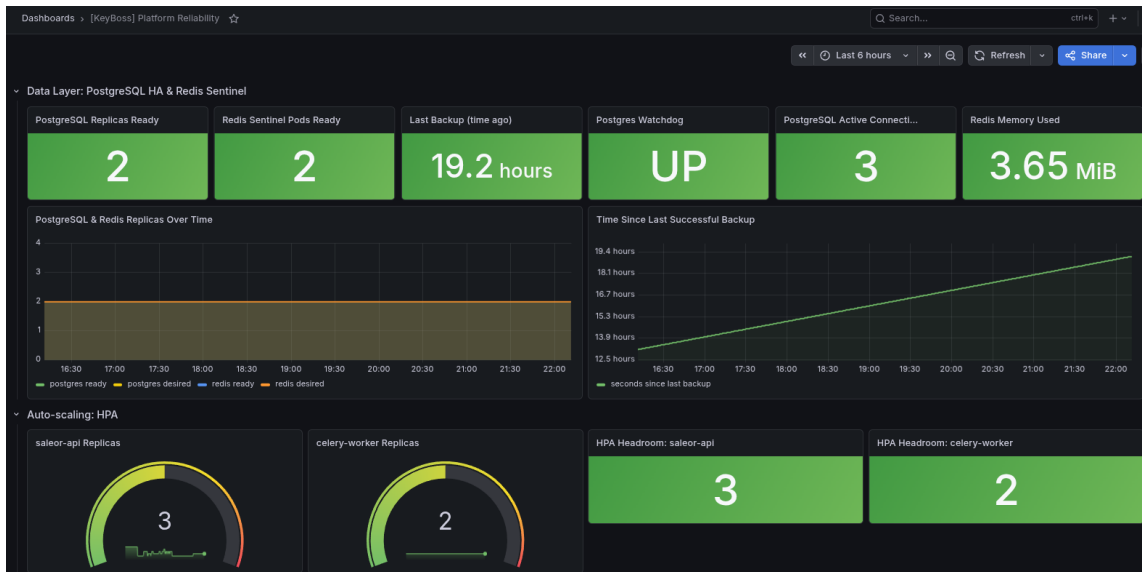 Dashboards › [KeyBoss] Platform Reliability
Search... ctrl+k
Last 6 hours Refresh Share
Data Layer: PostgreSQL HA & Redis Sentinel
PostgreSQL Replicas Ready
2
Redis Sentinel Pods Ready
2
Last Backup (time ago)
19.2 hours
Postgres Watchdog
UP
PostgreSQL Active Connecti...
3
Redis Memory Used
3.65 MiB
PostgreSQL & Redis Replicas Over Time
4
3
2
1
0
16:30 17:00 17:30 18:00 18:30 19:00 19:30 20:00 20:30 21:00 21:30 22:00
postgres ready postgres desired redis ready redis desired
Time Since Last Successful Backup
19.4 hours
18.1 hours
16.7 hours
15.3 hours
13.9 hours
12.5 hours
16:30 17:00 17:30 18:00 18:30 19:00 19:30 20:00 20:30 21:00 21:30 22:00
seconds since last backup
Auto-scaling: HPA
saleor-api Replicas
3
celery-worker Replicas
2
HPA Headroom: saleor-api
3
HPA Headroom: celery-worker
2